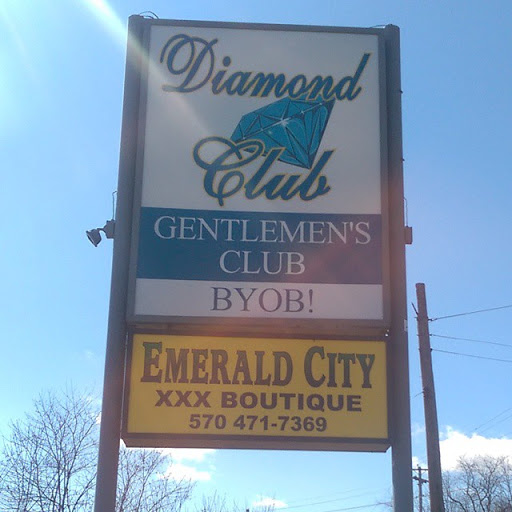 Diamond
Club
GENTLEMEN'S
CLUB
BYOB!
EMERALD CITY
XXX BOUTIQUE
570 471-7369